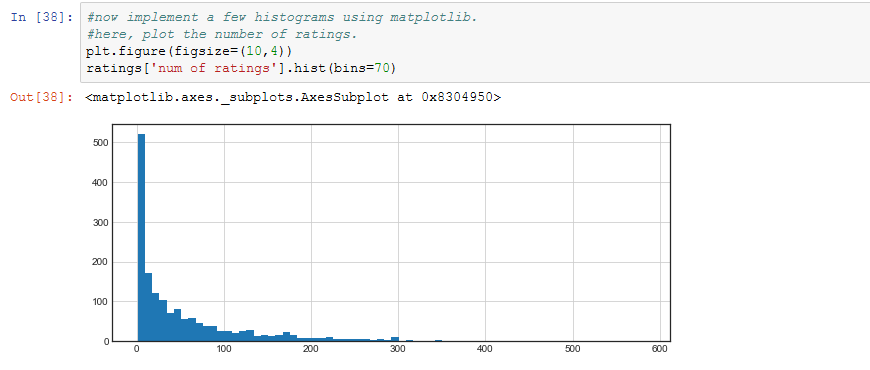 In [38]: #now implement a few histograms using matplotlib.
#here, plot the number of ratings.
plt.figure(figsize=(10,4))
ratings['num of ratings'].hist(bins=70)
Out[38]: <matplotlib.axes._subplots.AxesSubplot at 0x8304950>
500
400
300
200
100
0
0 100 200 300 400 500 600